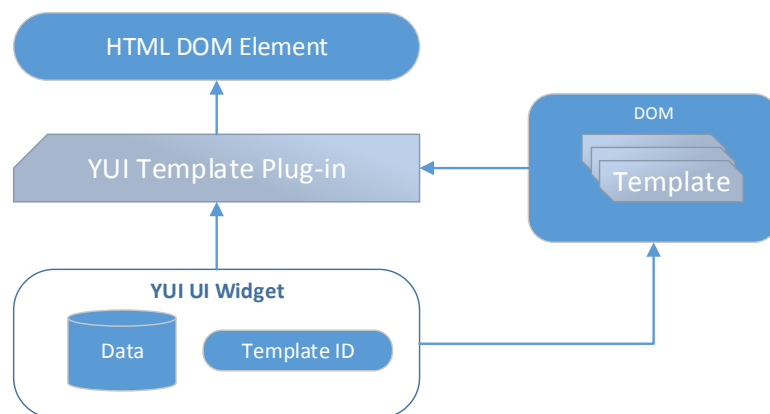 HTML DOM Element
DOM
YUI Template Plug-in
Template
YUI UI Widget
Data
Template ID